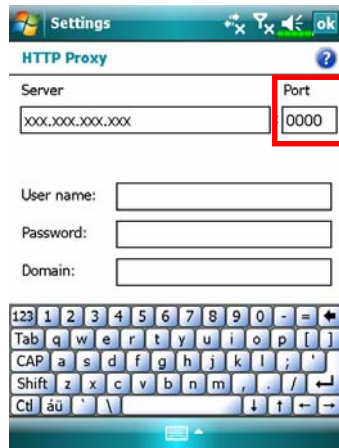 Settings ok
HTTP Proxy ?
Server Port
xxx.xxx.xxx.xxx : 0000
User name:
Password:
Domain:
123 1 2 3 4 5 6 7 8 9 0 - =
Tab q w e r t y u i o p [ ]
CAP a s d f g h j k l ; '
Shift z x c v b n m , . /
Ctl áü ` \